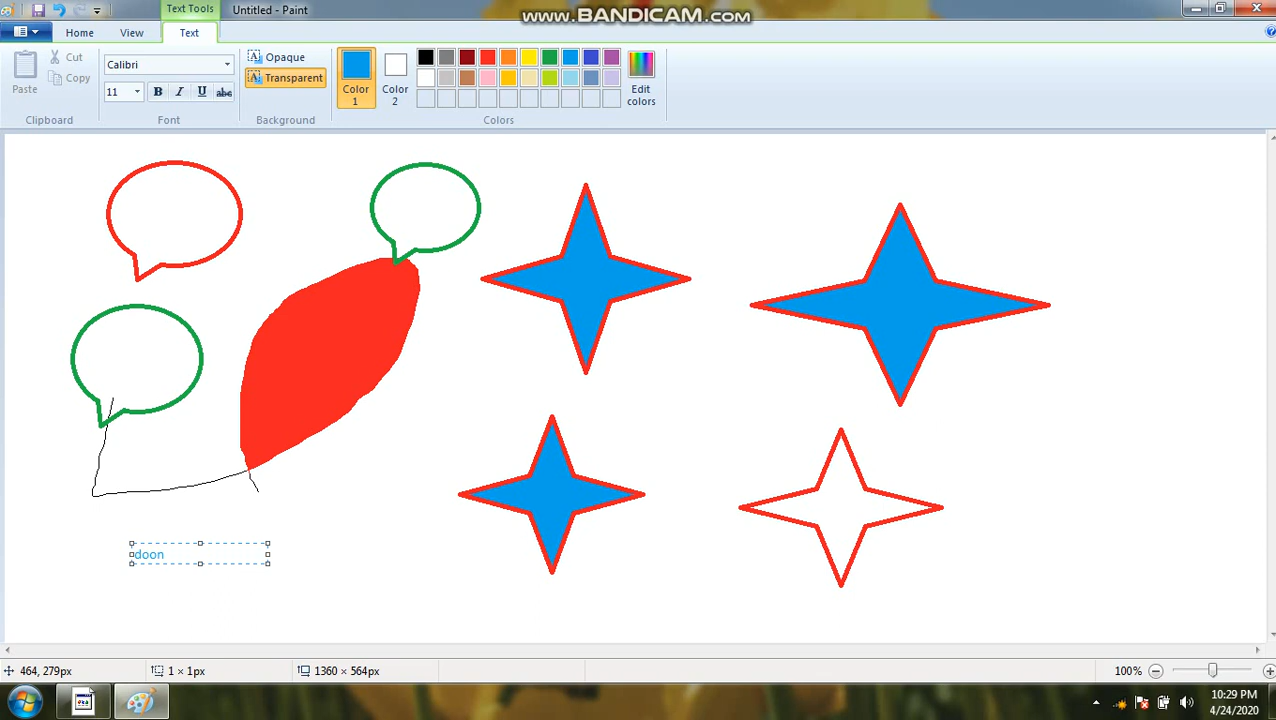 Text Tools
Untitled - Paint
www.BANDICAM.com
Home
View
Text
Paste
Cut
Copy
Clipboard
Calibri
11
B I U abc
Font
Opaque
Transparent
Background
Color 1
Color 2
Edit colors
Colors
doon
464, 279px
1 × 1px
1360 × 564px
100%
10:29 PM
4/24/2020